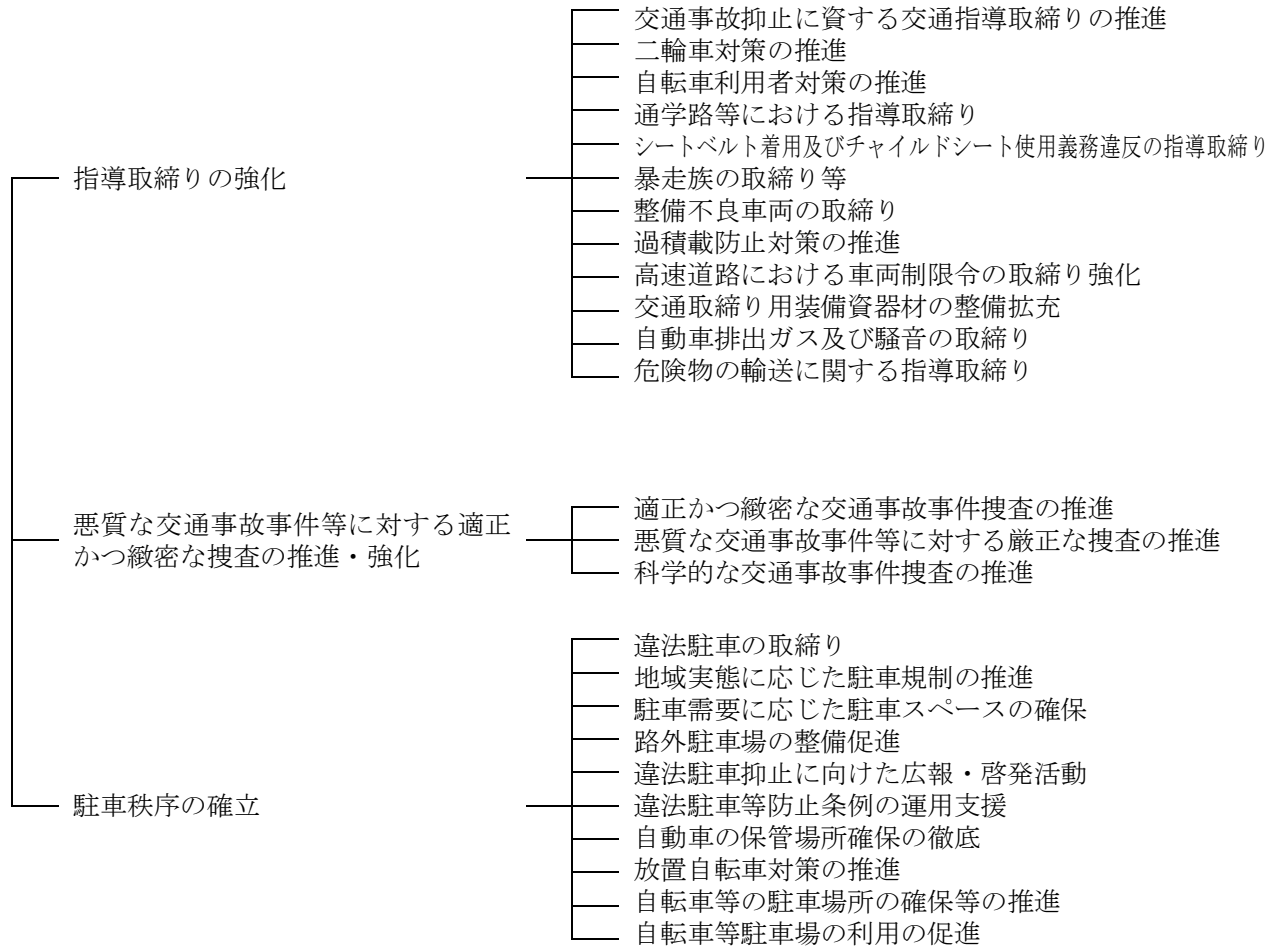 指導取締りの強化
交通事故抑止に資する交通指導取締りの推進
二輪車対策の推進
自転車利用者対策の推進
通学路等における指導取締り
シートベルト着用及びチャイルドシート使用義務違反の指導取締り
暴走族の取締り等
整備不良車両の取締り
過積載防止対策の推進
高速道路における車両制限令の取締り強化
交通取締り用装備資器材の整備拡充
自動車排出ガス及び騒音の取締り
危険物の輸送に関する指導取締り
悪質な交通事故事件等に対する適正
かつ緻密な捜査の推進・強化
適正かつ緻密な交通事故事件捜査の推進
悪質な交通事故事件等に対する厳正な捜査の推進
科学的な交通事故事件捜査の推進
駐車秩序の確立
違法駐車の取締り
地域実態に応じた駐車規制の推進
駐車需要に応じた駐車スペースの確保
路外駐車場の整備促進
違法駐車抑止に向けた広報・啓発活動
違法駐車等防止条例の運用支援
自動車の保管場所確保の徹底
放置自転車対策の推進
自転車等の駐車場所の確保等の推進
自転車等駐車場の利用の促進